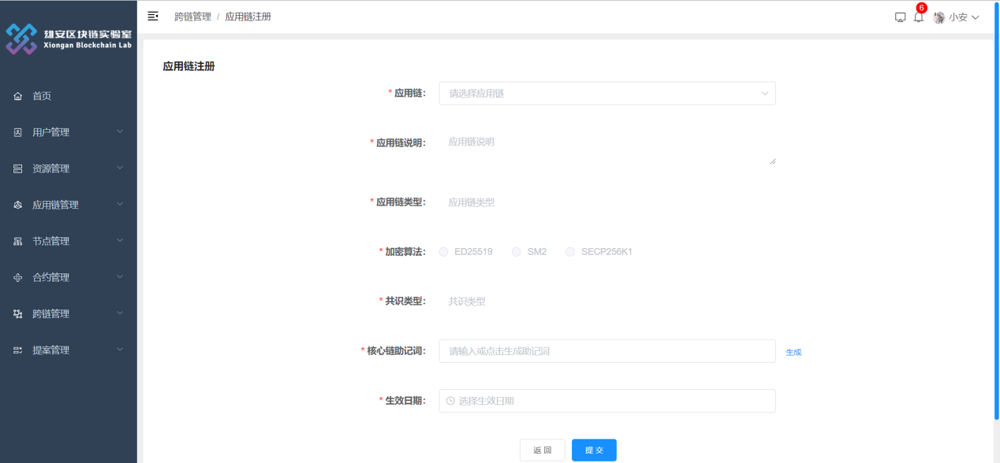 雄安区块链实验室
Xiongan Blockchain Lab
首页
用户管理
资源管理
应用链管理
节点管理
合约管理
跨链管理
提案管理
跨链管理 / 应用链注册
6
小安
应用链注册
* 应用链: 请选择应用链
* 应用链说明: 应用链说明
* 应用链类型: 应用链类型
* 加密算法: ED25519 SM2 SECP256K1
* 共识类型: 共识类型
* 核心链助记词: 请输入或点击生成助记词 生成
* 生效日期: 选择生效日期
返回 提交